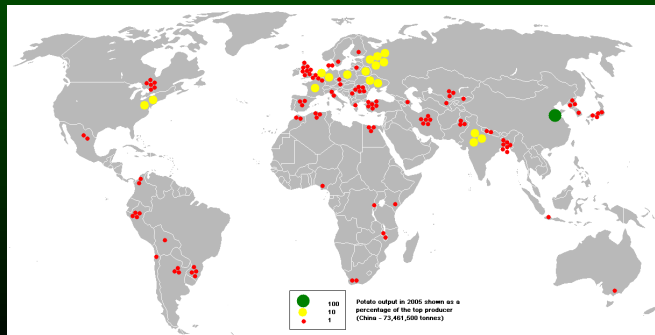 100
10
1
Potato output in 2005 shown as a
percentage of the top producer
(China - 73,461,500 tonnes)